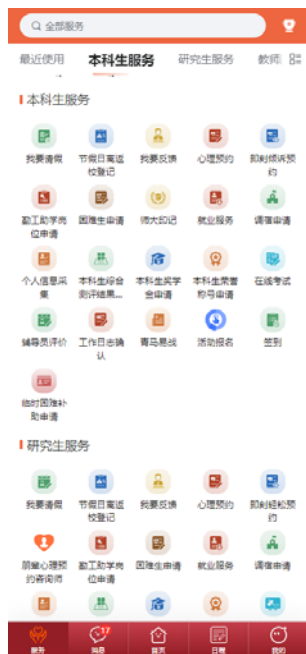 全部服务
最近使用 本科生服务 研究生服务 教师
本科生服务
我要请假 节假日离返校登记 我要反馈 心理预约 即刻倾诉预约
勤工助学岗位申请 困难生申请 师大印记 就业服务 调宿申请
个人信息采集 本科生综合测评结果... 本科生奖学金申请 本科生荣誉称号申请 在线考试
辅导员评价 工作日志确认 青马易战 活动报名 签到
临时困难补助申请
研究生服务
我要请假 节假日离返校登记 我要反馈 心理预约 即刻轻松预约
朋辈心理预约咨询师 勤工助学岗位申请 困难生申请 就业服务 调宿申请
17
服务 消息 首页 日程 我的